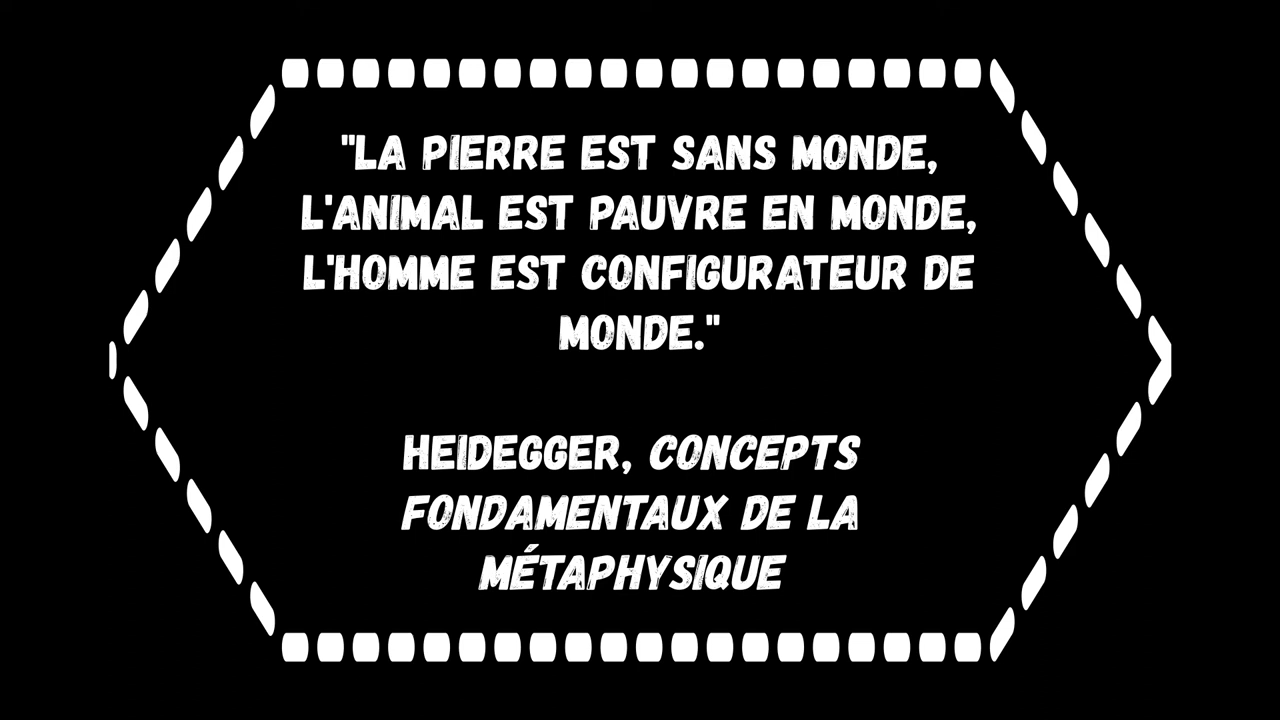 "LA PIERRE EST SANS MONDE,
L'ANIMAL EST PAUVRE EN MONDE,
L'HOMME EST CONFIGURATEUR DE
MONDE."
HEIDEGGER, CONCEPTS
FONDAMENTAUX DE LA
MÉTAPHYSIQUE